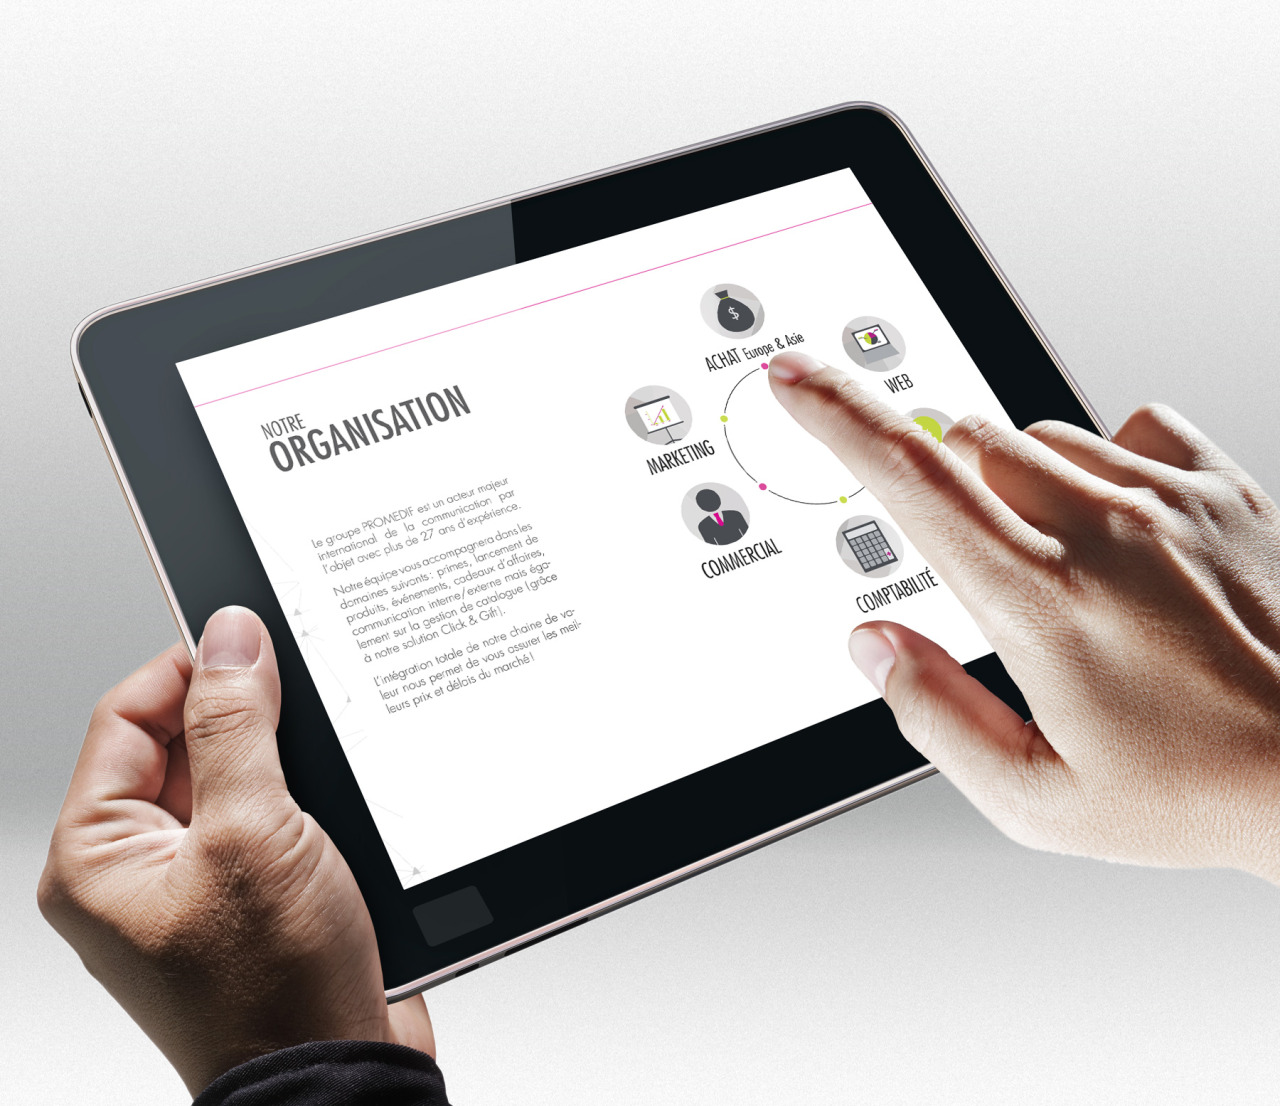 NOTRE
ORGANISATION
Le groupe PROMEDIF est un acteur majeur
international de la communication par
l'objet avec plus de 27 ans d'expérience.
Notre équipe vous accompagnera dans les
domaines suivants : primes, lancement de
produits, événements, cadeaux d'affaires,
communication interne/externe mais éga-
lement sur la gestion de catalogue (grâce
à notre solution Click & Gift).
L'intégration totale de notre chaine de va-
leur nous permet de vous assurer les meil-
leurs prix et délais du marché !
$
ACHAT Europe & Asie
WEB
MARKETING
COMMERCIAL
COMPTABILITÉ